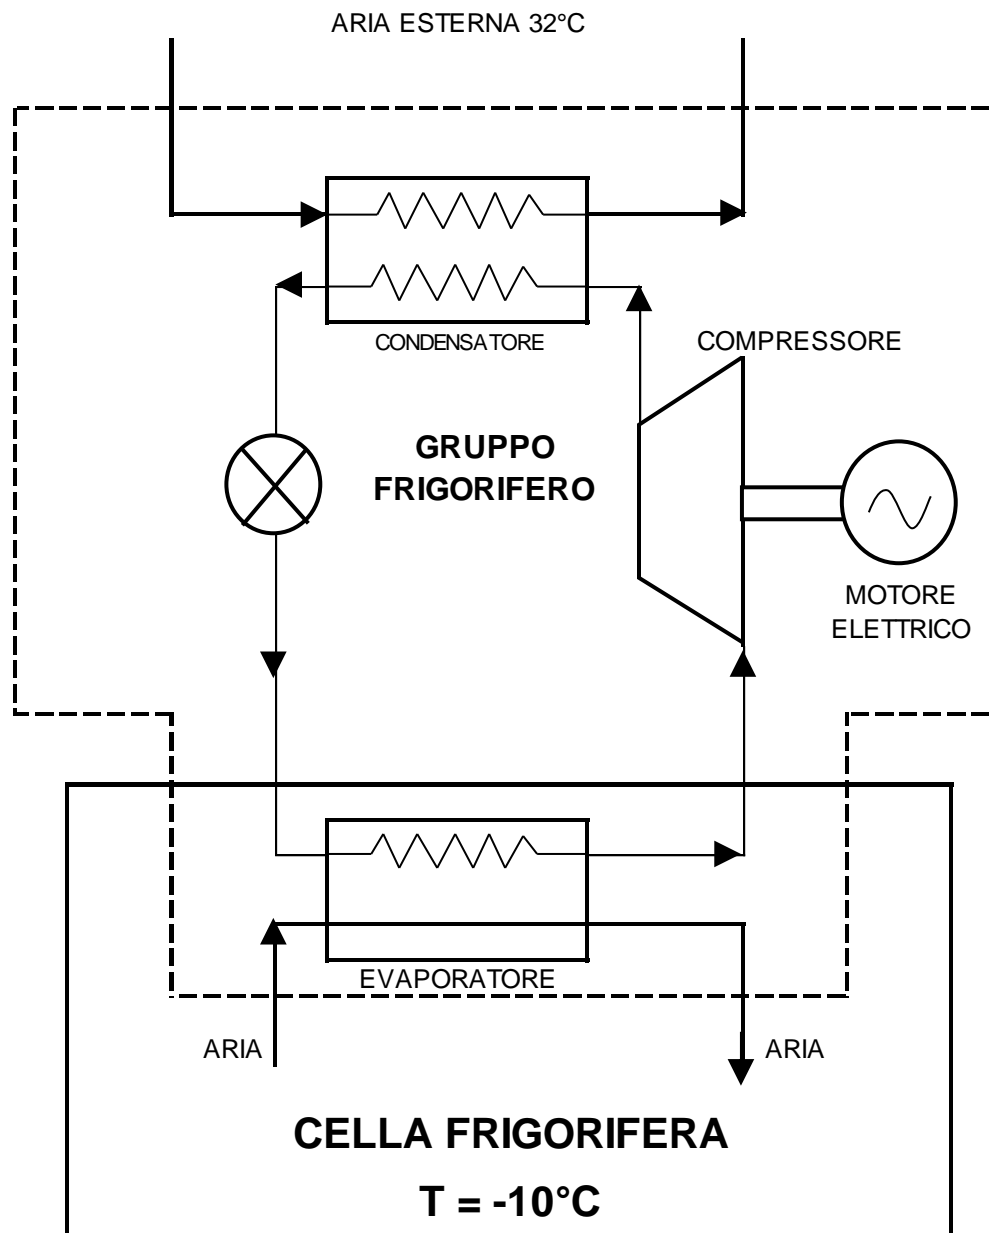 ARIA ESTERNA 32°C
CONDENSATORE
COMPRESSORE
GRUPPO
FRIGORIFERO
MOTORE
ELETTRICO
EVAPORATORE
ARIA
ARIA
CELLA FRIGORIFERA
T = -10°C